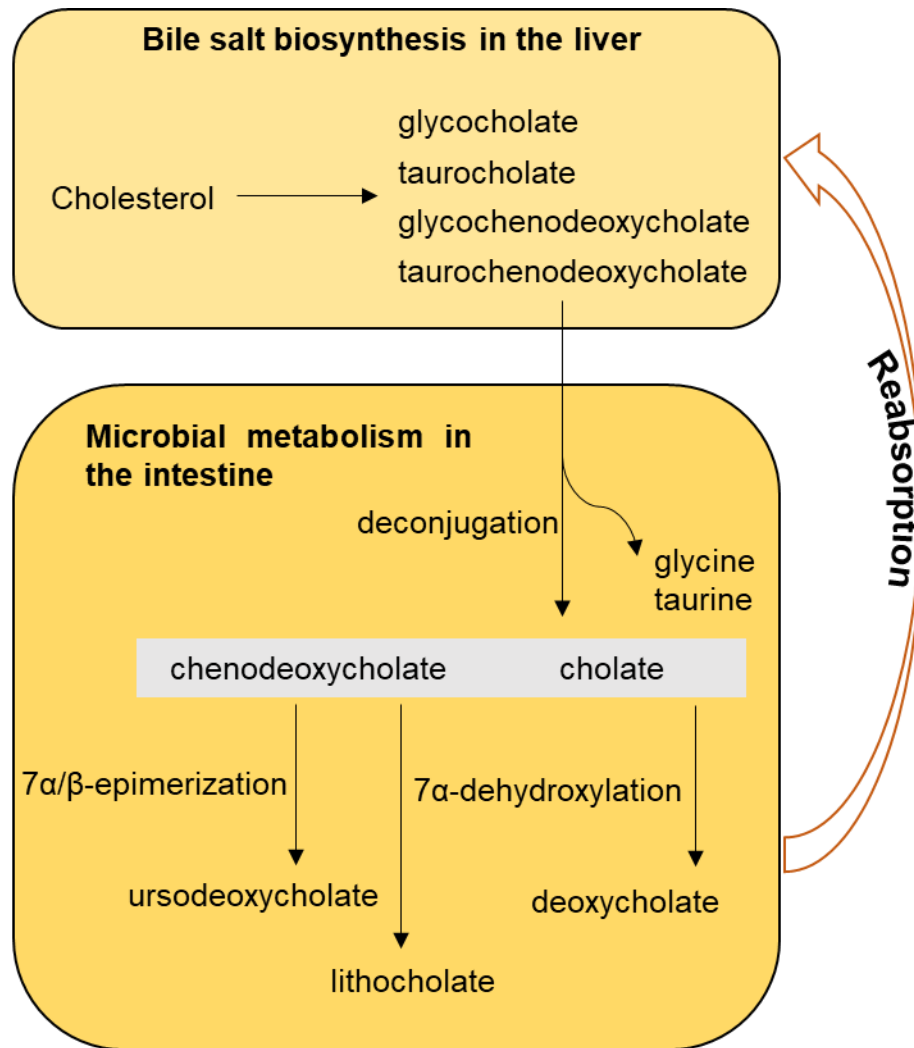 Bile salt biosynthesis in the liver
glycocholate
Cholesterol
taurocholate
glycochenodeoxycholate
taurochenodeoxycholate
Reabsorption
Microbial metabolism in
the intestine
deconjugation
glycine
taurine
chenodeoxycholate
cholate
7α/β-epimerization
7α-dehydroxylation
ursodeoxycholate
deoxycholate
lithocholate